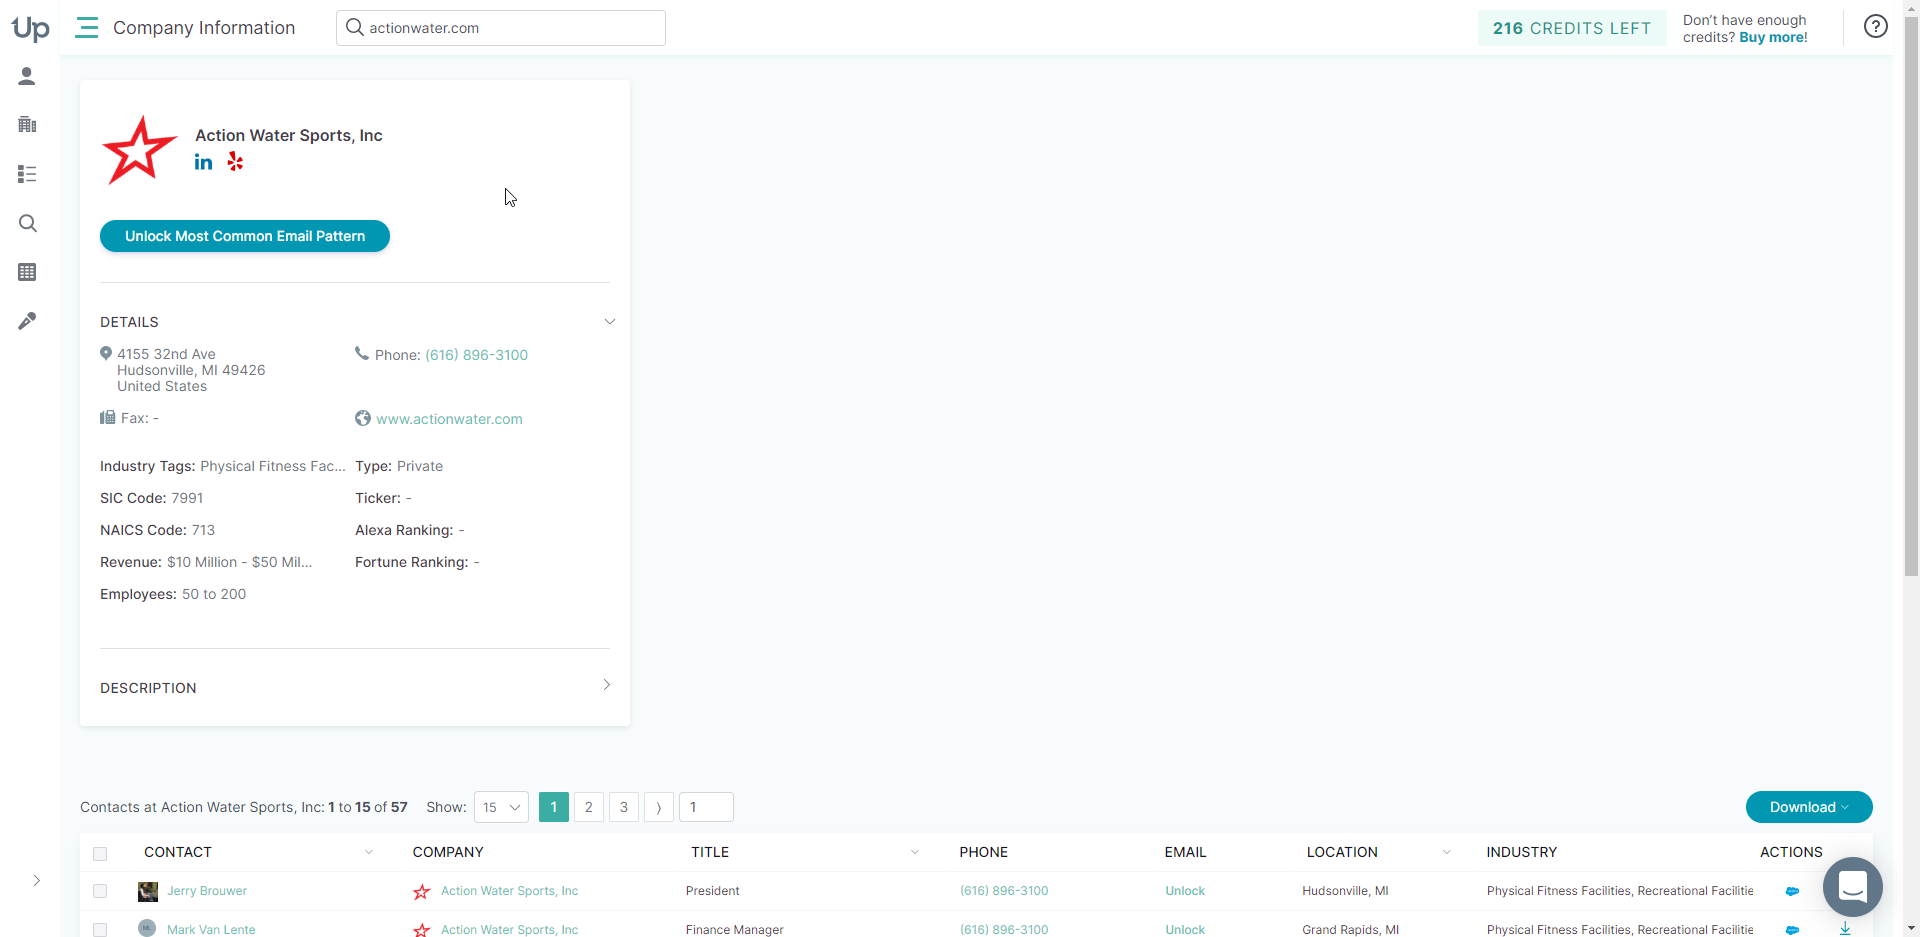 Up
Company Information
actionwater.com
216 CREDITS LEFT
Don't have enough
credits? Buy more!
?
Action Water Sports, Inc
in
Unlock Most Common Email Pattern
DETAILS
4155 32nd Ave
Hudsonville, MI 49426
United States
Phone: (616) 896-3100
Fax: -
www.actionwater.com
Industry Tags: Physical Fitness Fac...
Type: Private
SIC Code: 7991
Ticker: -
NAICS Code: 713
Alexa Ranking: -
Revenue: $10 Million - $50 Mil...
Fortune Ranking: -
Employees: 50 to 200
DESCRIPTION
Contacts at Action Water Sports, Inc: 1 to 15 of 57 Show: 15 1 2 3 ⟩ 1
Download
CONTACT COMPANY TITLE PHONE EMAIL LOCATION INDUSTRY ACTIONS
Jerry Brouwer Action Water Sports, Inc President (616) 896-3100 Unlock Hudsonville, MI Physical Fitness Facilities, Recreational Facilitie
Mark Van Lente Action Water Sports, Inc Finance Manager (616) 896-3100 Unlock Grand Rapids, MI Physical Fitness Facilities, Recreational Facilitie